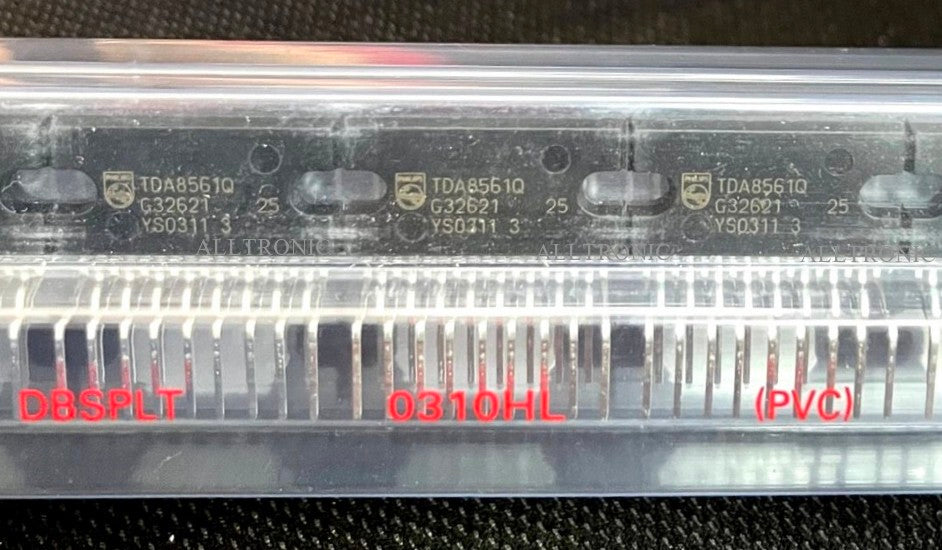 TDA8561Q
G32621 25
YS0311 3
TDA8561Q
G32621 25
YS0311 3
TDA8561Q
G32621 25
YS0311 3
ALLTRONIC ALLTRONIC ALLTRONIC
DBSPLT 0310HL (PVC)